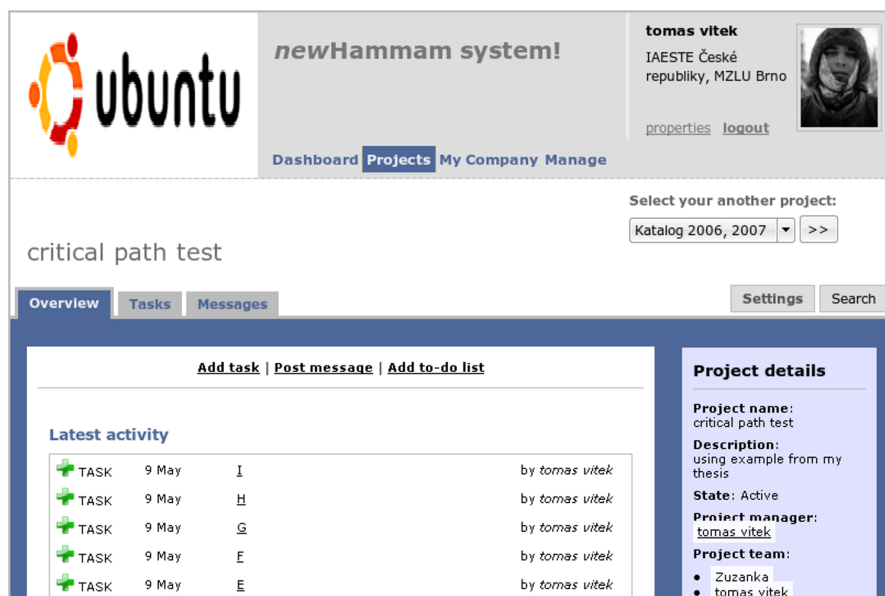 ubuntu
newHammam system!
tomas vitek
IAESTE České
republiky, MZLU Brno
properties logout
Dashboard Projects My Company Manage
Select your another project:
Katalog 2006, 2007 >>
critical path test
Overview Tasks Messages
Settings Search
Add task | Post message | Add to-do list
Latest activity
TASK 9 May I by tomas vitek
TASK 9 May H by tomas vitek
TASK 9 May G by tomas vitek
TASK 9 May F by tomas vitek
TASK 9 May E by tomas vitek
Project details
Project name:
critical path test
Description:
using example from my
thesis
State: Active
Project manager:
tomas vitek
Project team:
• Zuzanka
• tomas vitek